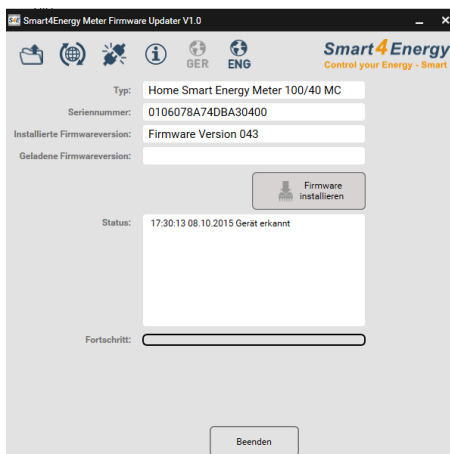 Smart4Energy Meter Firmware Updater V1.0
GER
ENG
Smart4Energy
Control your Energy - Smart
Typ: Home Smart Energy Meter 100/40 MC
Seriennummer: 0106078A74DBA30400
Installierte Firmwareversion: Firmware Version 043
Geladene Firmwareversion:
Firmware
installieren
Status: 17:30:13 08.10.2015 Gerät erkannt
Fortschritt:
Beenden